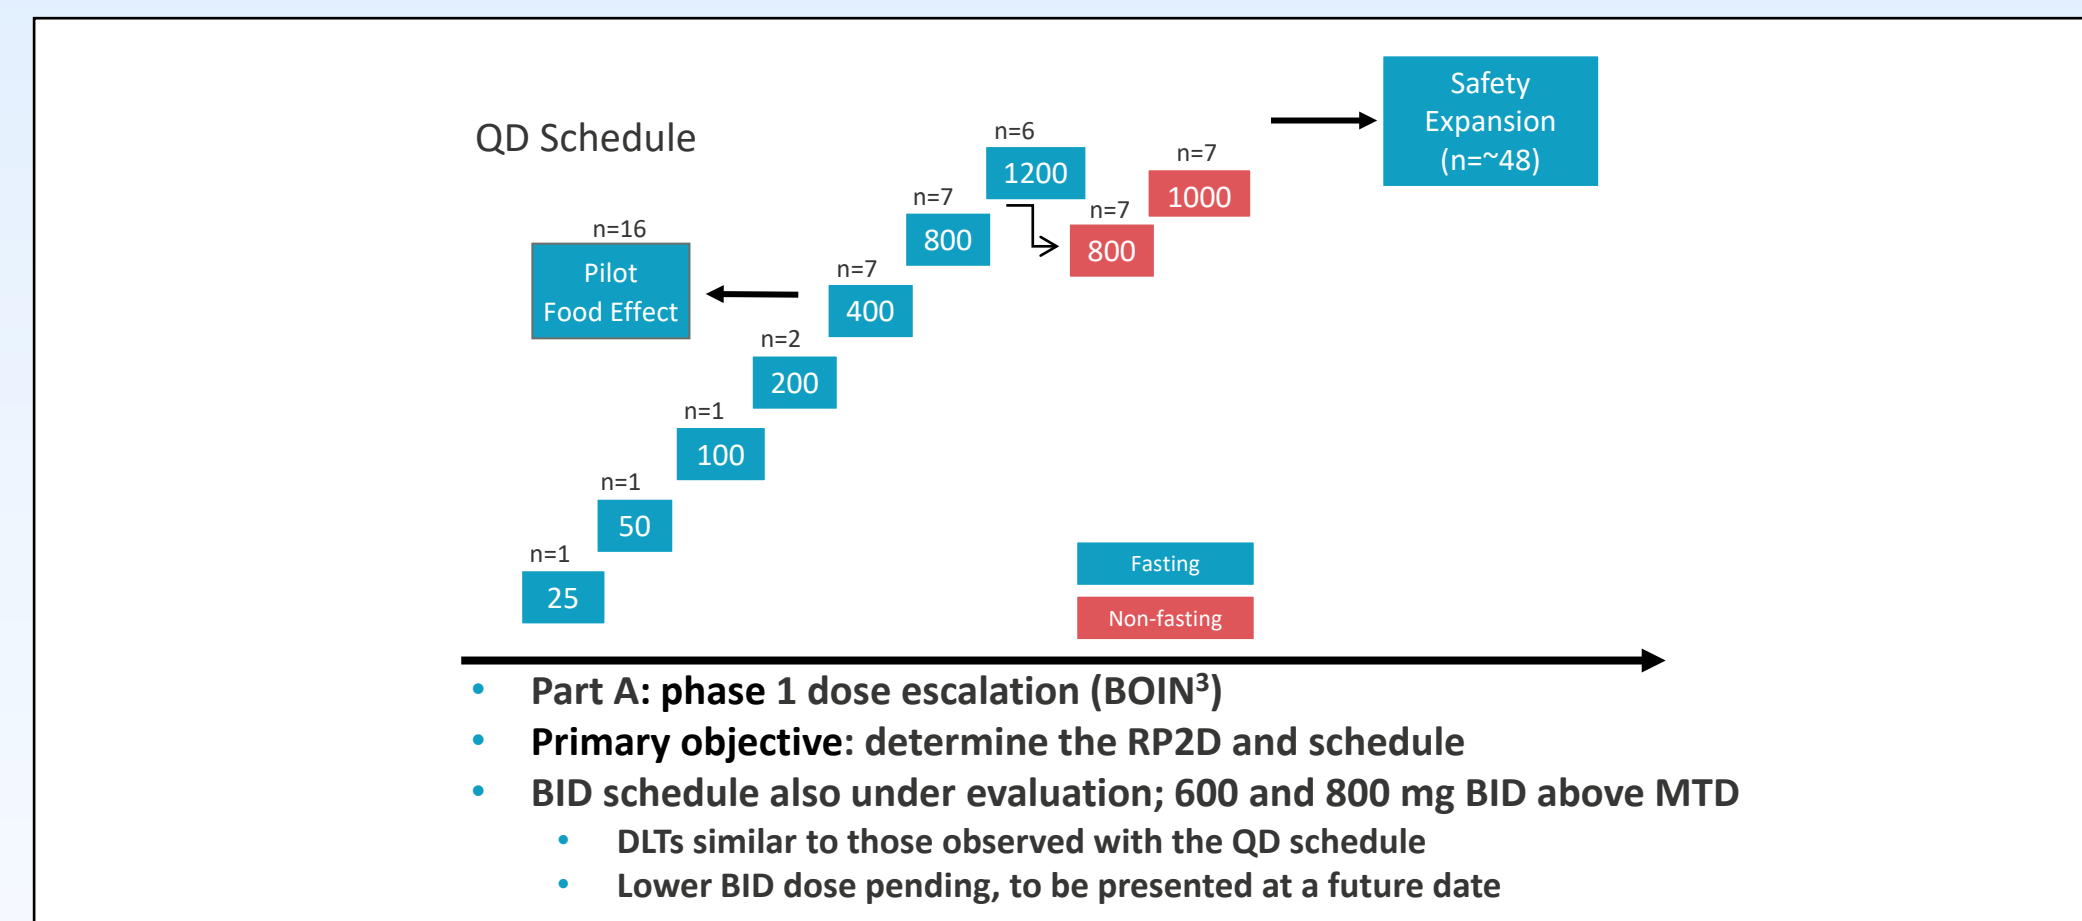 QD Schedule
n=16
Pilot
Food Effect
n=1
25
n=1
50
n=1
100
n=2
200
n=7
400
n=7
800
n=6
1200
n=7
800
n=7
1000
Safety
Expansion
(n=~48)
Fasting
Non-fasting
• Part A: phase 1 dose escalation (BOIN³)
• Primary objective: determine the RP2D and schedule
• BID schedule also under evaluation; 600 and 800 mg BID above MTD
• DLTs similar to those observed with the QD schedule
• Lower BID dose pending, to be presented at a future date